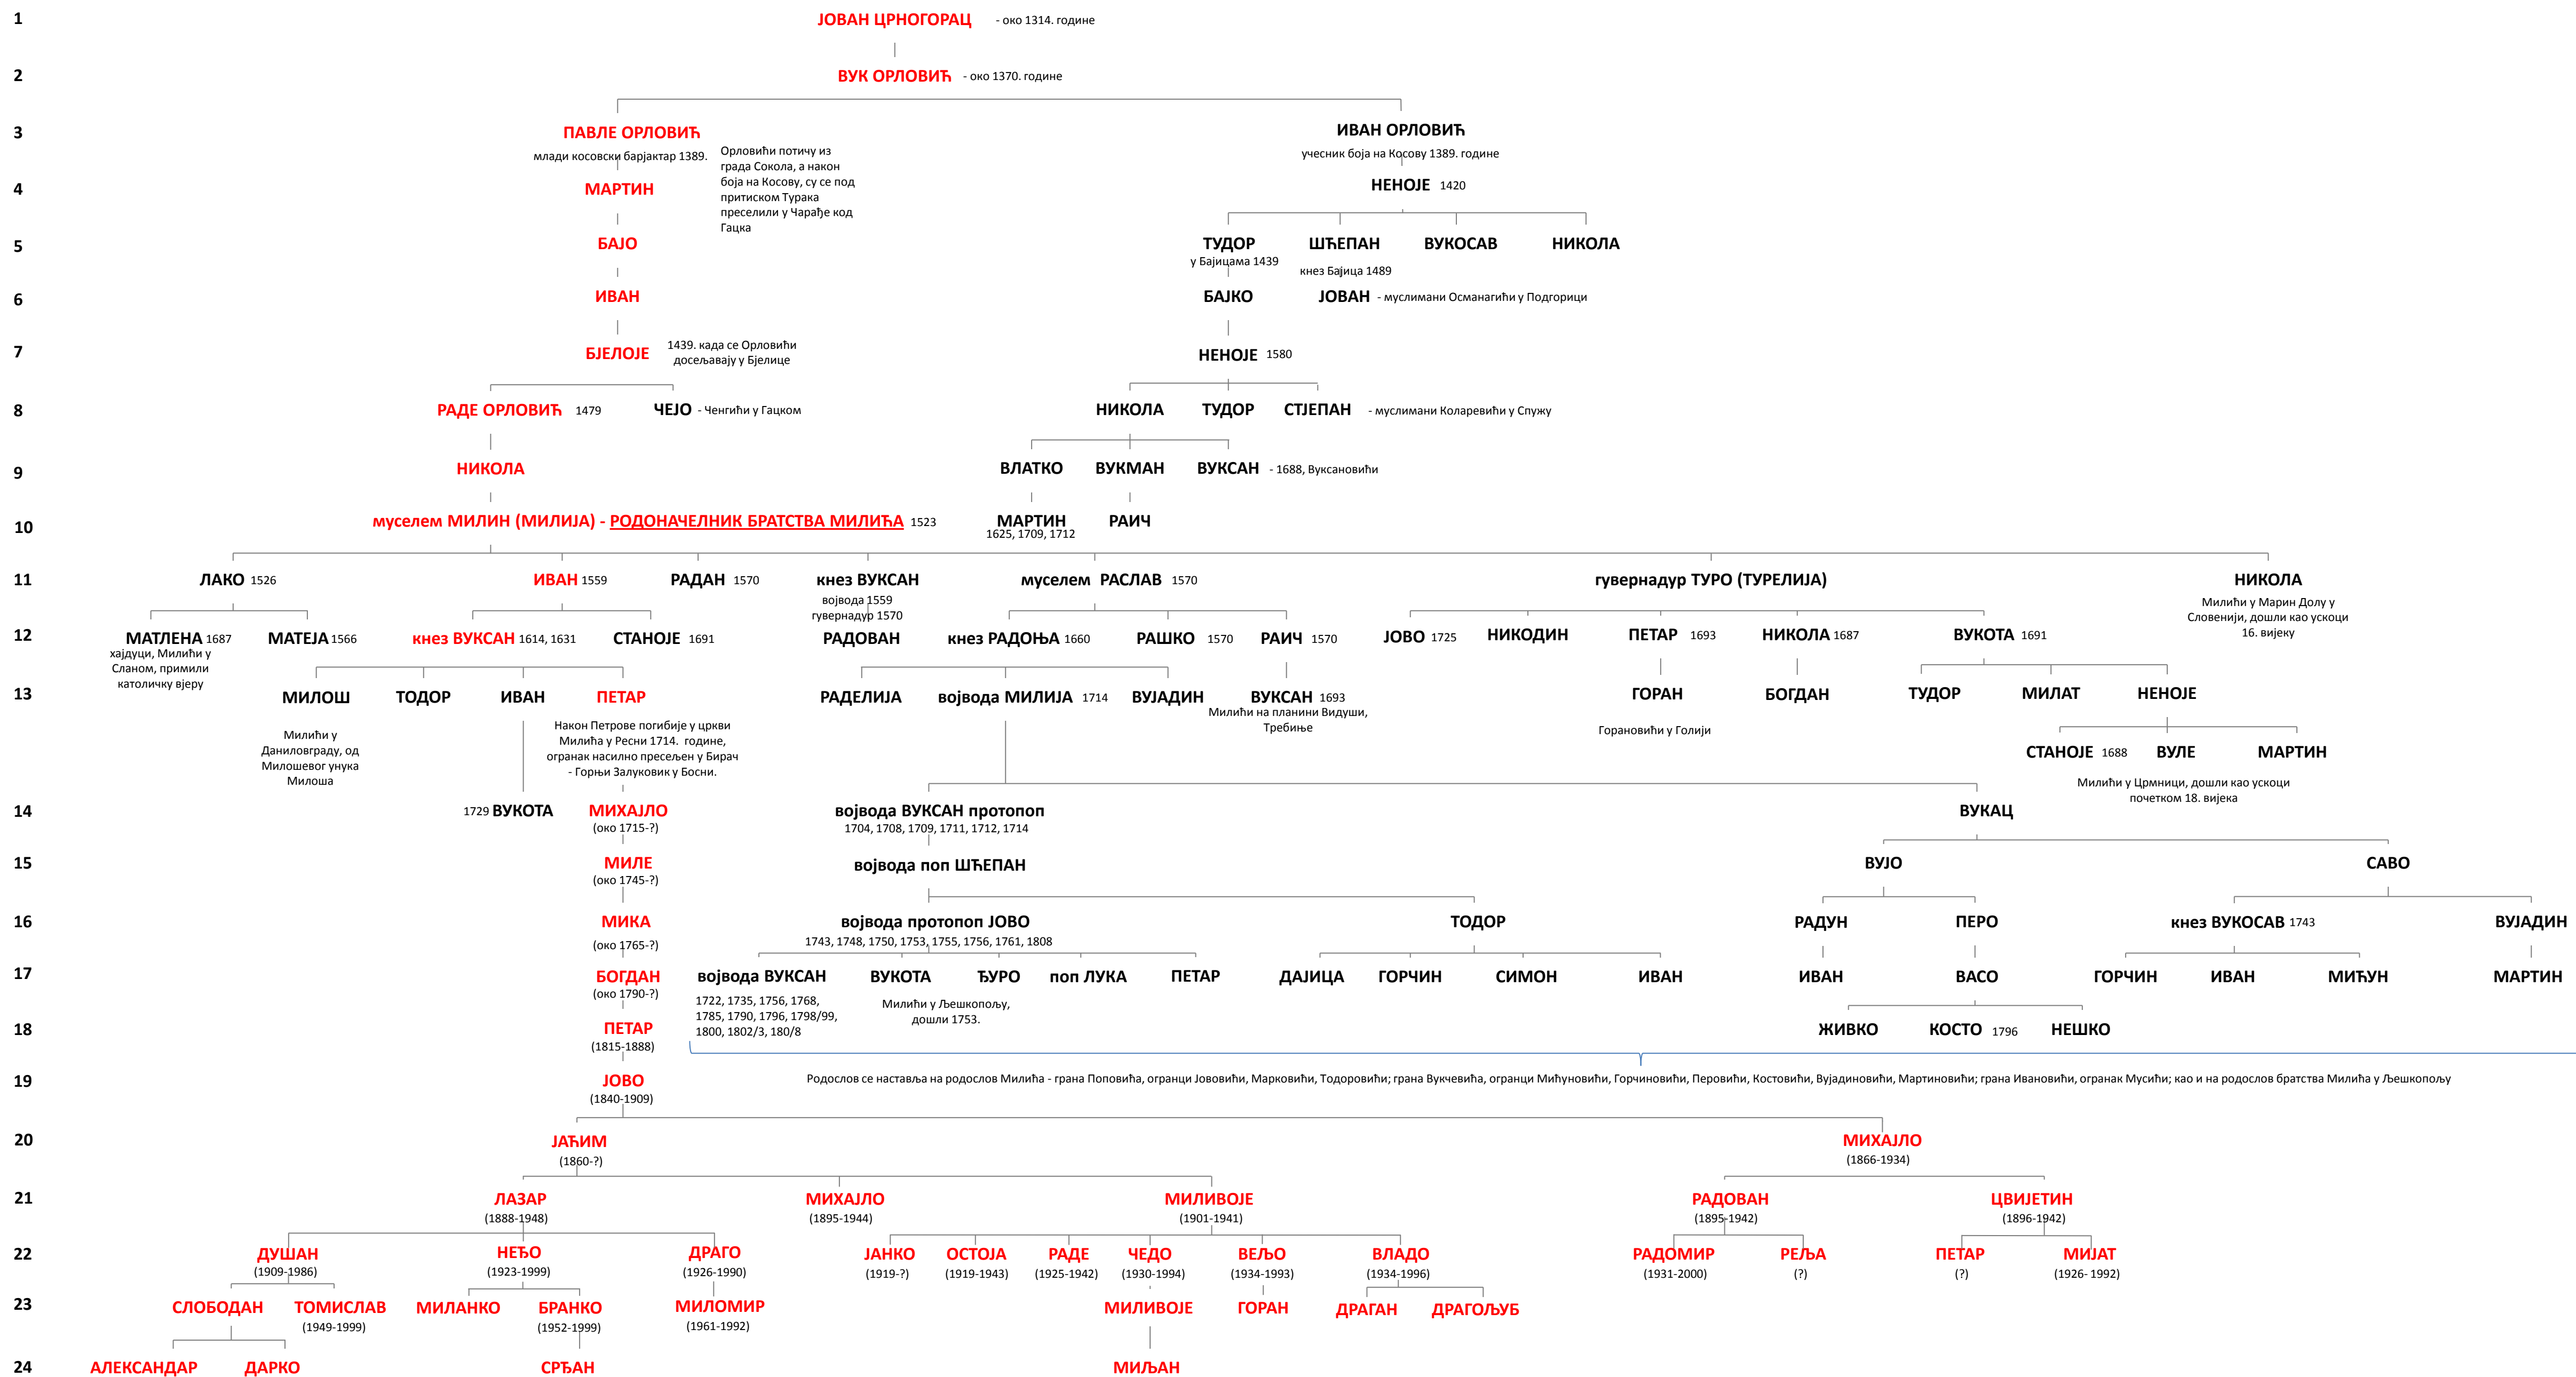 1
ЈОВАН ЦРНОГОРАЦ - око 1314. године
2
ВУК ОРЛОВИЋ - око 1370. године
3
ПАВЛЕ ОРЛОВИЋ
млади косовски барјактар 1389.
Орловићи потичу из
града Сокола, а након
боја на Косову, су се под
притиском Турака
преселили у Чарађе код
Гацка
ИВАН ОРЛОВИЋ
учесник боја на Косову 1389. године
4
МАРТИН
НЕНОЈЕ 1420
5
БАЈО
ТУДОР
у Бајицама 1439
ШЋЕПАН
кнез Бајица 1489
ВУКОСАВ
НИКОЛА
6
ИВАН
БАЈКО
ЈОВАН - муслимани Османагићи у Подгорици
7
БЈЕЛОЈЕ
1439. када се Орловићи
досељавају у Бјелице
НЕНОЈЕ 1580
8
РАДЕ ОРЛОВИЋ 1479
ЧЕЈО - Ченгићи у Гацком
НИКОЛА
ТУДОР
СТЈЕПАН - муслимани Коларевићи у Спужу
9
НИКОЛА
ВЛАТКО
ВУКМАН
ВУКСАН - 1688, Вуксановићи
10
муселем МИЛИН (МИЛИЈА) - РОДОНАЧЕЛНИК БРАТСТВА МИЛИЋА 1523
МАРТИН
1625, 1709, 1712
РАИЧ
11
ЛАКО 1526
ИВАН 1559
РАДАН 1570
кнез ВУКСАН
војвода 1559
гувернадур 1570
муселем РАСЛАВ 1570
гувернадур ТУРО (ТУРЕЛИЈА)
НИКОЛА
Милићи у Марин Долу у
Словенији, дошли као ускоци
16. вијеку
12
МАТЛЕНА 1687
хајдуци, Милићи у
Сланом, примили
католичку вјеру
МАТЕЈА 1566
кнез ВУКСАН 1614, 1631
СТАНОЈЕ 1691
РАДОВАН
кнез РАДОЊА 1660
РАШКО 1570
РАИЧ 1570
ЈОВО 1725
НИКОДИН
ПЕТАР 1693
НИКОЛА 1687
ВУКОТА 1691
13
МИЛОШ
Милићи у
Даниловграду, од
Милошевог унука
Милоша
ТОДОР
ИВАН
ПЕТАР
Након Петрове погибије у цркви
Милића у Ресни 1714. године,
огранак насилно пресељен у Бирач
- Горњи Залуковик у Босни.
РАДЕЛИЈА
војвода МИЛИЈА 1714
ВУЈАДИН
ВУКСАН 1693
Милићи на планини Видуши,
Требиње
ГОРАН
Горановићи у Голији
БОГДАН
ТУДОР
МИЛАТ
НЕНОЈЕ
СТАНОЈЕ 1688
ВУЛЕ
МАРТИН
Милићи у Црмници, дошли као ускоци
почетком 18. вијека
14
1729 ВУКОТА
МИХАЈЛО
(око 1715-?)
војвода ВУКСАН протопоп
1704, 1708, 1709, 1711, 1712, 1714
ВУКАЦ
15
МИЛЕ
(око 1745-?)
војвода поп ШЋЕПАН
ВУЈО
САВО
16
МИКА
(око 1765-?)
војвода протопоп ЈОВО
1743, 1748, 1750, 1753, 1755, 1756, 1761, 1808
ТОДОР
РАДУН
ПЕРО
кнез ВУКОСАВ 1743
ВУЈАДИН
17
БОГДАН
(око 1790-?)
војвода ВУКСАН
1722, 1735, 1756, 1768,
1785, 1790, 1796, 1798/99,
1800, 1802/3, 180/8
ВУКОТА
Милићи у Љешкопољу,
дошли 1753.
ЂУРО
поп ЛУКА
ПЕТАР
ДАЈИЦА
ГОРЧИН
СИМОН
ИВАН
ИВАН
ВАСО
ГОРЧИН
ИВАН
МИЋУН
МАРТИН
18
ПЕТАР
(1815-1888)
ЖИВКО
КОСТО 1796
НЕШКО
19
ЈОВО
(1840-1909)
Родослов се наставља на родослов Милића - грана Поповића, огранци Јововићи, Марковићи, Тодоровићи; грана Вукчевића, огранци Мићуновићи, Горчиновићи, Перовићи, Костовићи, Вујадиновићи, Мартиновићи; грана Ивановићи, огранак Мусићи; као и на родослов братства Милића у Љешкопољу
20
ЈАЋИМ
(1860-?)
МИХАЈЛО
(1866-1934)
21
ЛАЗАР
(1888-1948)
МИХАЈЛО
(1895-1944)
МИЛИВОЈЕ
(1901-1941)
РАДОВАН
(1895-1942)
ЦВИЈЕТИН
(1896-1942)
22
ДУШАН
(1909-1986)
НЕЂО
(1923-1999)
ДРАГО
(1926-1990)
ЈАНКО
(1919-?)
ОСТОЈА
(1919-1943)
РАДЕ
(1925-1942)
ЧЕДО
(1930-1994)
ВЕЉО
(1934-1993)
ВЛАДО
(1934-1996)
РАДОМИР
(1931-2000)
РЕЉА
(?)
ПЕТАР
(?)
МИЈАТ
(1926- 1992)
23
СЛОБОДАН
ТОМИСЛАВ
(1949-1999)
МИЛАНКО
БРАНКО
(1952-1999)
МИЛОМИР
(1961-1992)
МИЛИВОЈЕ
ГОРАН
ДРАГАН
ДРАГОЉУБ
24
АЛЕКСАНДАР
ДАРКО
СРЂАН
МИЉАН